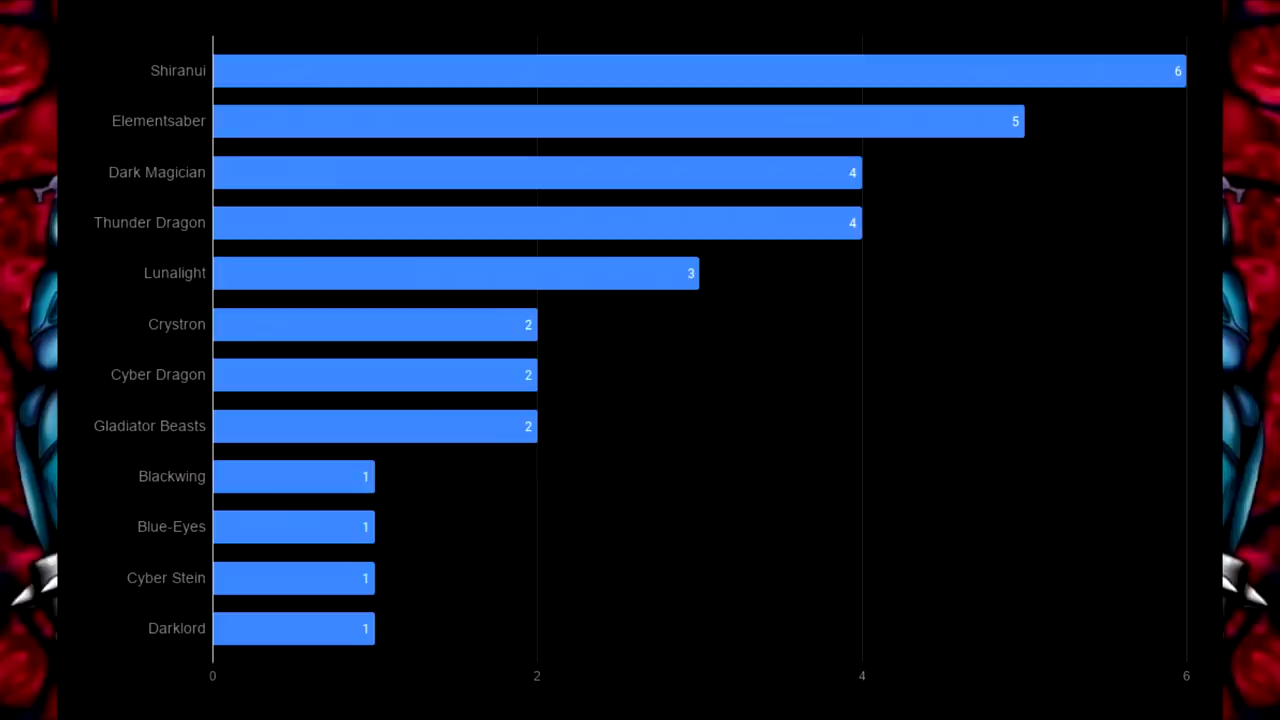 Shiranui 6
Elementsaber 5
Dark Magician 4
Thunder Dragon 4
Lunalight 3
Crystron 2
Cyber Dragon 2
Gladiator Beasts 2
Blackwing 1
Blue-Eyes 1
Cyber Stein 1
Darklord 1
0 2 4 6